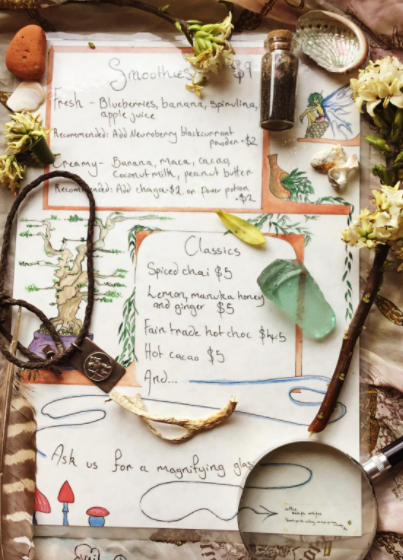 Smoothies $9
Fresh - Blueberries, banana, Spirulina,
apple juice
Recommended: Add Neuroberry blackcurrant
powder +$2
Creamy - Banana, maca, cacao,
Coconut milk, peanut butter
Recommended: Add chaga +$2 or Power potion
+$2
Classics
Spiced chai $5
Lemon, manuka honey
and ginger $5
Fair trade hot choc $4.5
Hot cacao $5
And...
Ask us for a magnifying glass